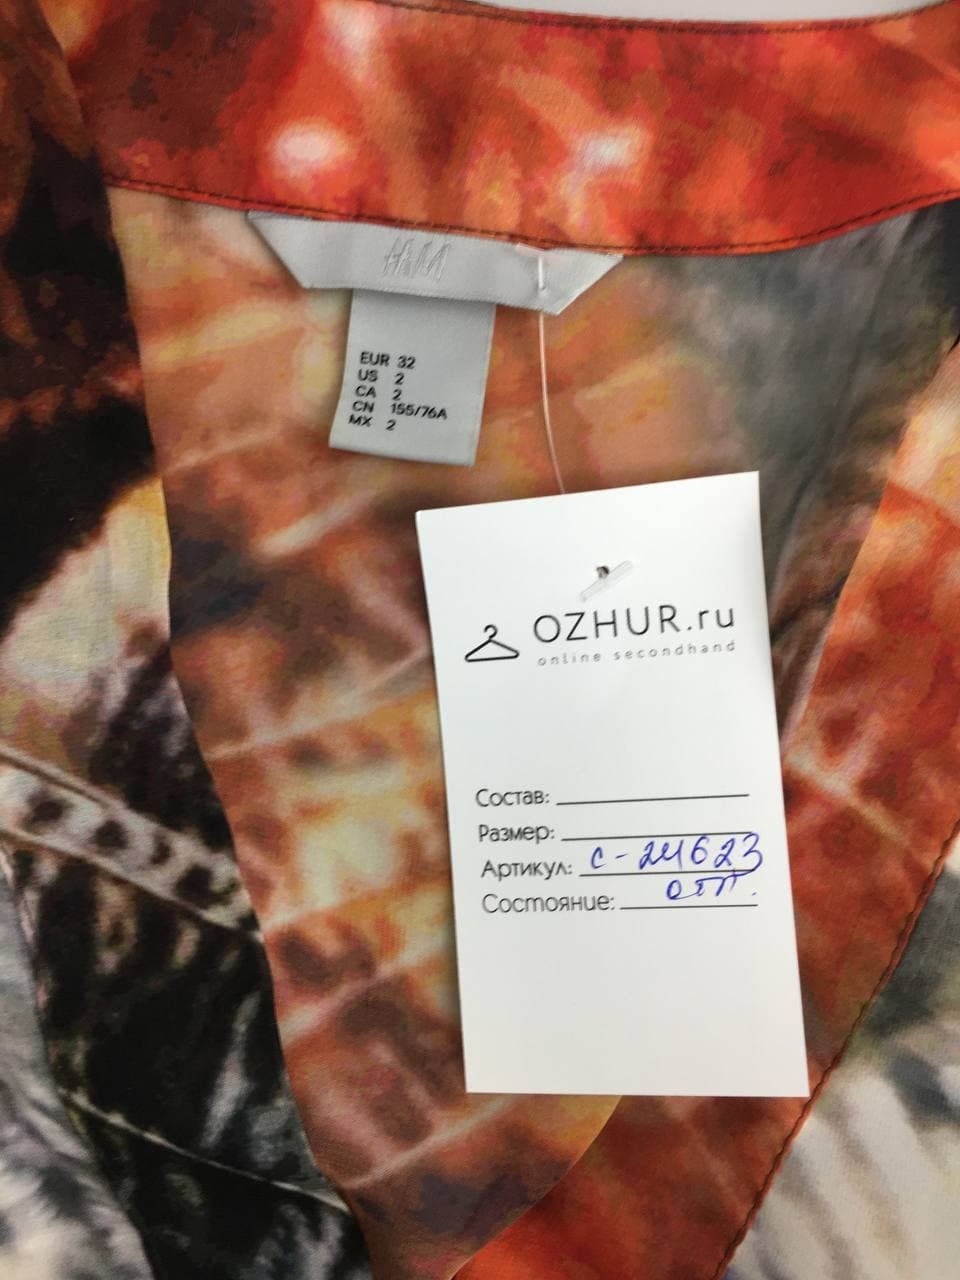 H&M
EUR 32
US 2
CA 2
CN 155/76A
MX 2
OZHUR.ru
online secondhand
Состав:
Размер:
Артикул: с-24623
Состояние: отл.